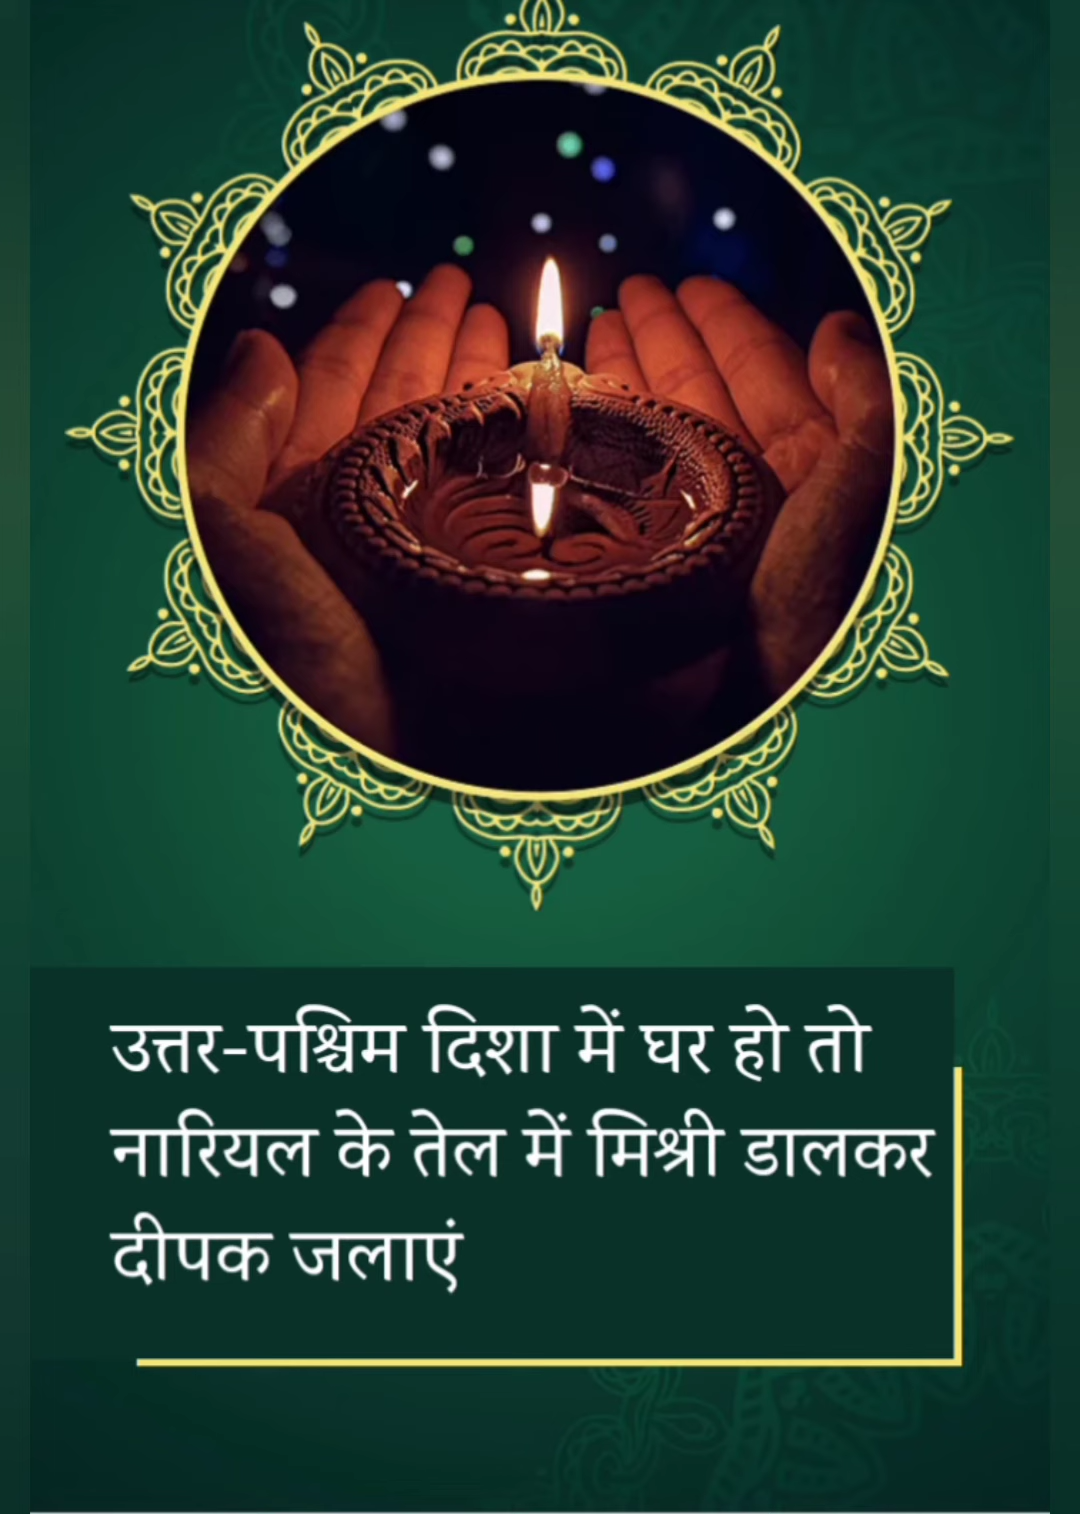 उत्तर-पश्चिम दिशा में घर हो तो
नारियल के तेल में मिश्री डालकर
दीपक जलाएं